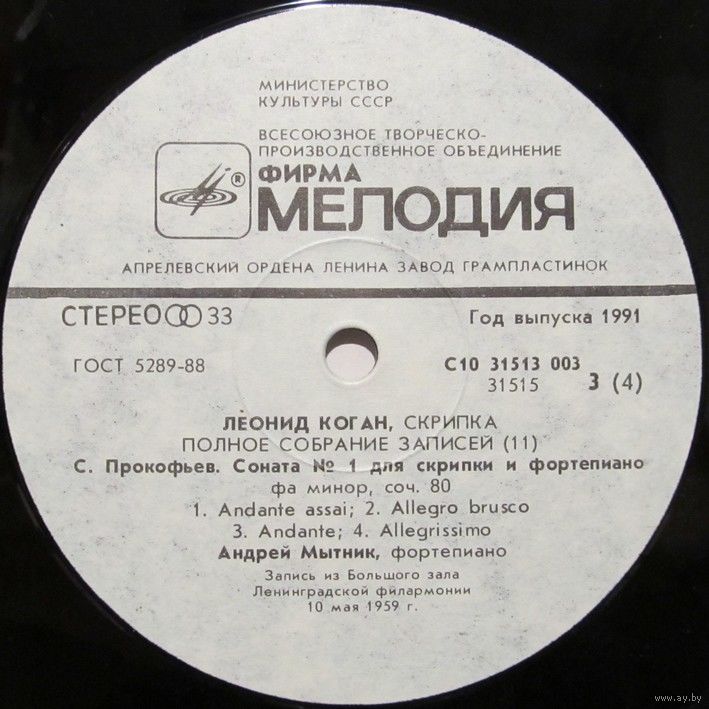 МИНИСТЕРСТВО
КУЛЬТУРЫ СССР
ВСЕСОЮЗНОЕ ТВОРЧЕСКО-
ПРОИЗВОДСТВЕННОЕ ОБЪЕДИНЕНИЕ
®
ФИРМА
МЕЛОДИЯ
АПРЕЛЕВСКИЙ ОРДЕНА ЛЕНИНА ЗАВОД ГРАМПЛАСТИНОК
СТЕРЕО 33
Год выпуска 1991
ГОСТ 5289-88
С10 31513 003
31515 3 (4)
ЛЕОНИД КОГАН, СКРИПКА
ПОЛНОЕ СОБРАНИЕ ЗАПИСЕЙ (11)
С. Прокофьев. Соната № 1 для скрипки и фортепиано
фа минор, соч. 80
1. Andante assai; 2. Allegro brusco
3. Andante; 4. Allegrissimo
Андрей Мытник, фортепиано
Запись из Большого зала
Ленинградской филармонии
10 мая 1959 г.
www.ay.by